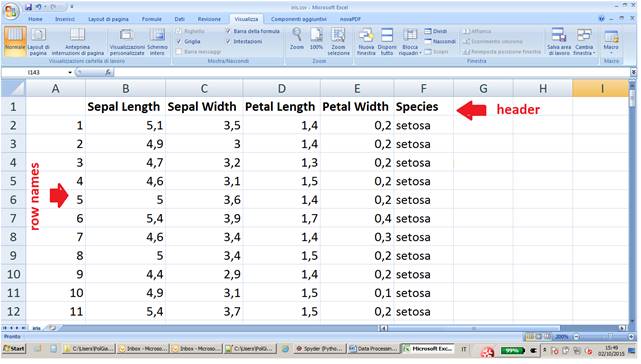 iris.csv - Microsoft Excel
Home Inserisci Layout di pagina Formule Dati Revisione Visualizza Componenti aggiuntivi novaPDF
Normale Layout di pagina Anteprima interruzioni di pagina Visualizzazioni personalizzate Schermo intero
Righello Barra della formula
Griglia Intestazioni
Barra messaggi
Zoom 100% Zoom selezione
Nuova finestra Disponi tutto Blocca riquadri
Dividi Affianca
Nascondi Scorrimento sincrono
Scopri Reimposta posizione finestra
Salva area di lavoro Cambia finestra Macro
Visualizzazioni cartella di lavoro Mostra/Nascondi Zoom Finestra Macro
I143 fx
A B C D E F G H I
1 Sepal Length Sepal Width Petal Length Petal Width Species
header
2 1 5,1 3,5 1,4 0,2 setosa
3 2 4,9 3 1,4 0,2 setosa
4 3 4,7 3,2 1,3 0,2 setosa
5 4 4,6 3,1 1,5 0,2 setosa
6 5 5 3,6 1,4 0,2 setosa
7 6 5,4 3,9 1,7 0,4 setosa
8 7 4,6 3,4 1,4 0,3 setosa
9 8 5 3,4 1,5 0,2 setosa
10 9 4,4 2,9 1,4 0,2 setosa
11 10 4,9 3,1 1,5 0,1 setosa
12 11 5,4 3,7 1,5 0,2 setosa
row names
iris
Pronto 200%
Start C:\Users\PolGa... Inbox - Microsof... Inbox - Microsof... C:\Users\PolG... Spyder (Pytho... Data Processin... Microsoft Exc... IT 99% 15:49
02/10/2015